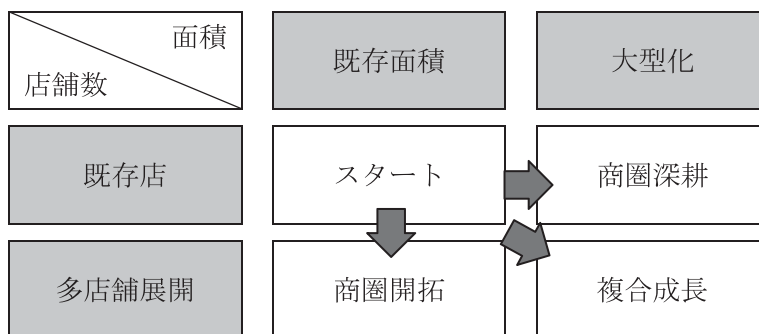 面積
店舗数
既存面積
大型化
既存店
スタート
商圏深耕
多店舗展開
商圏開拓
複合成長